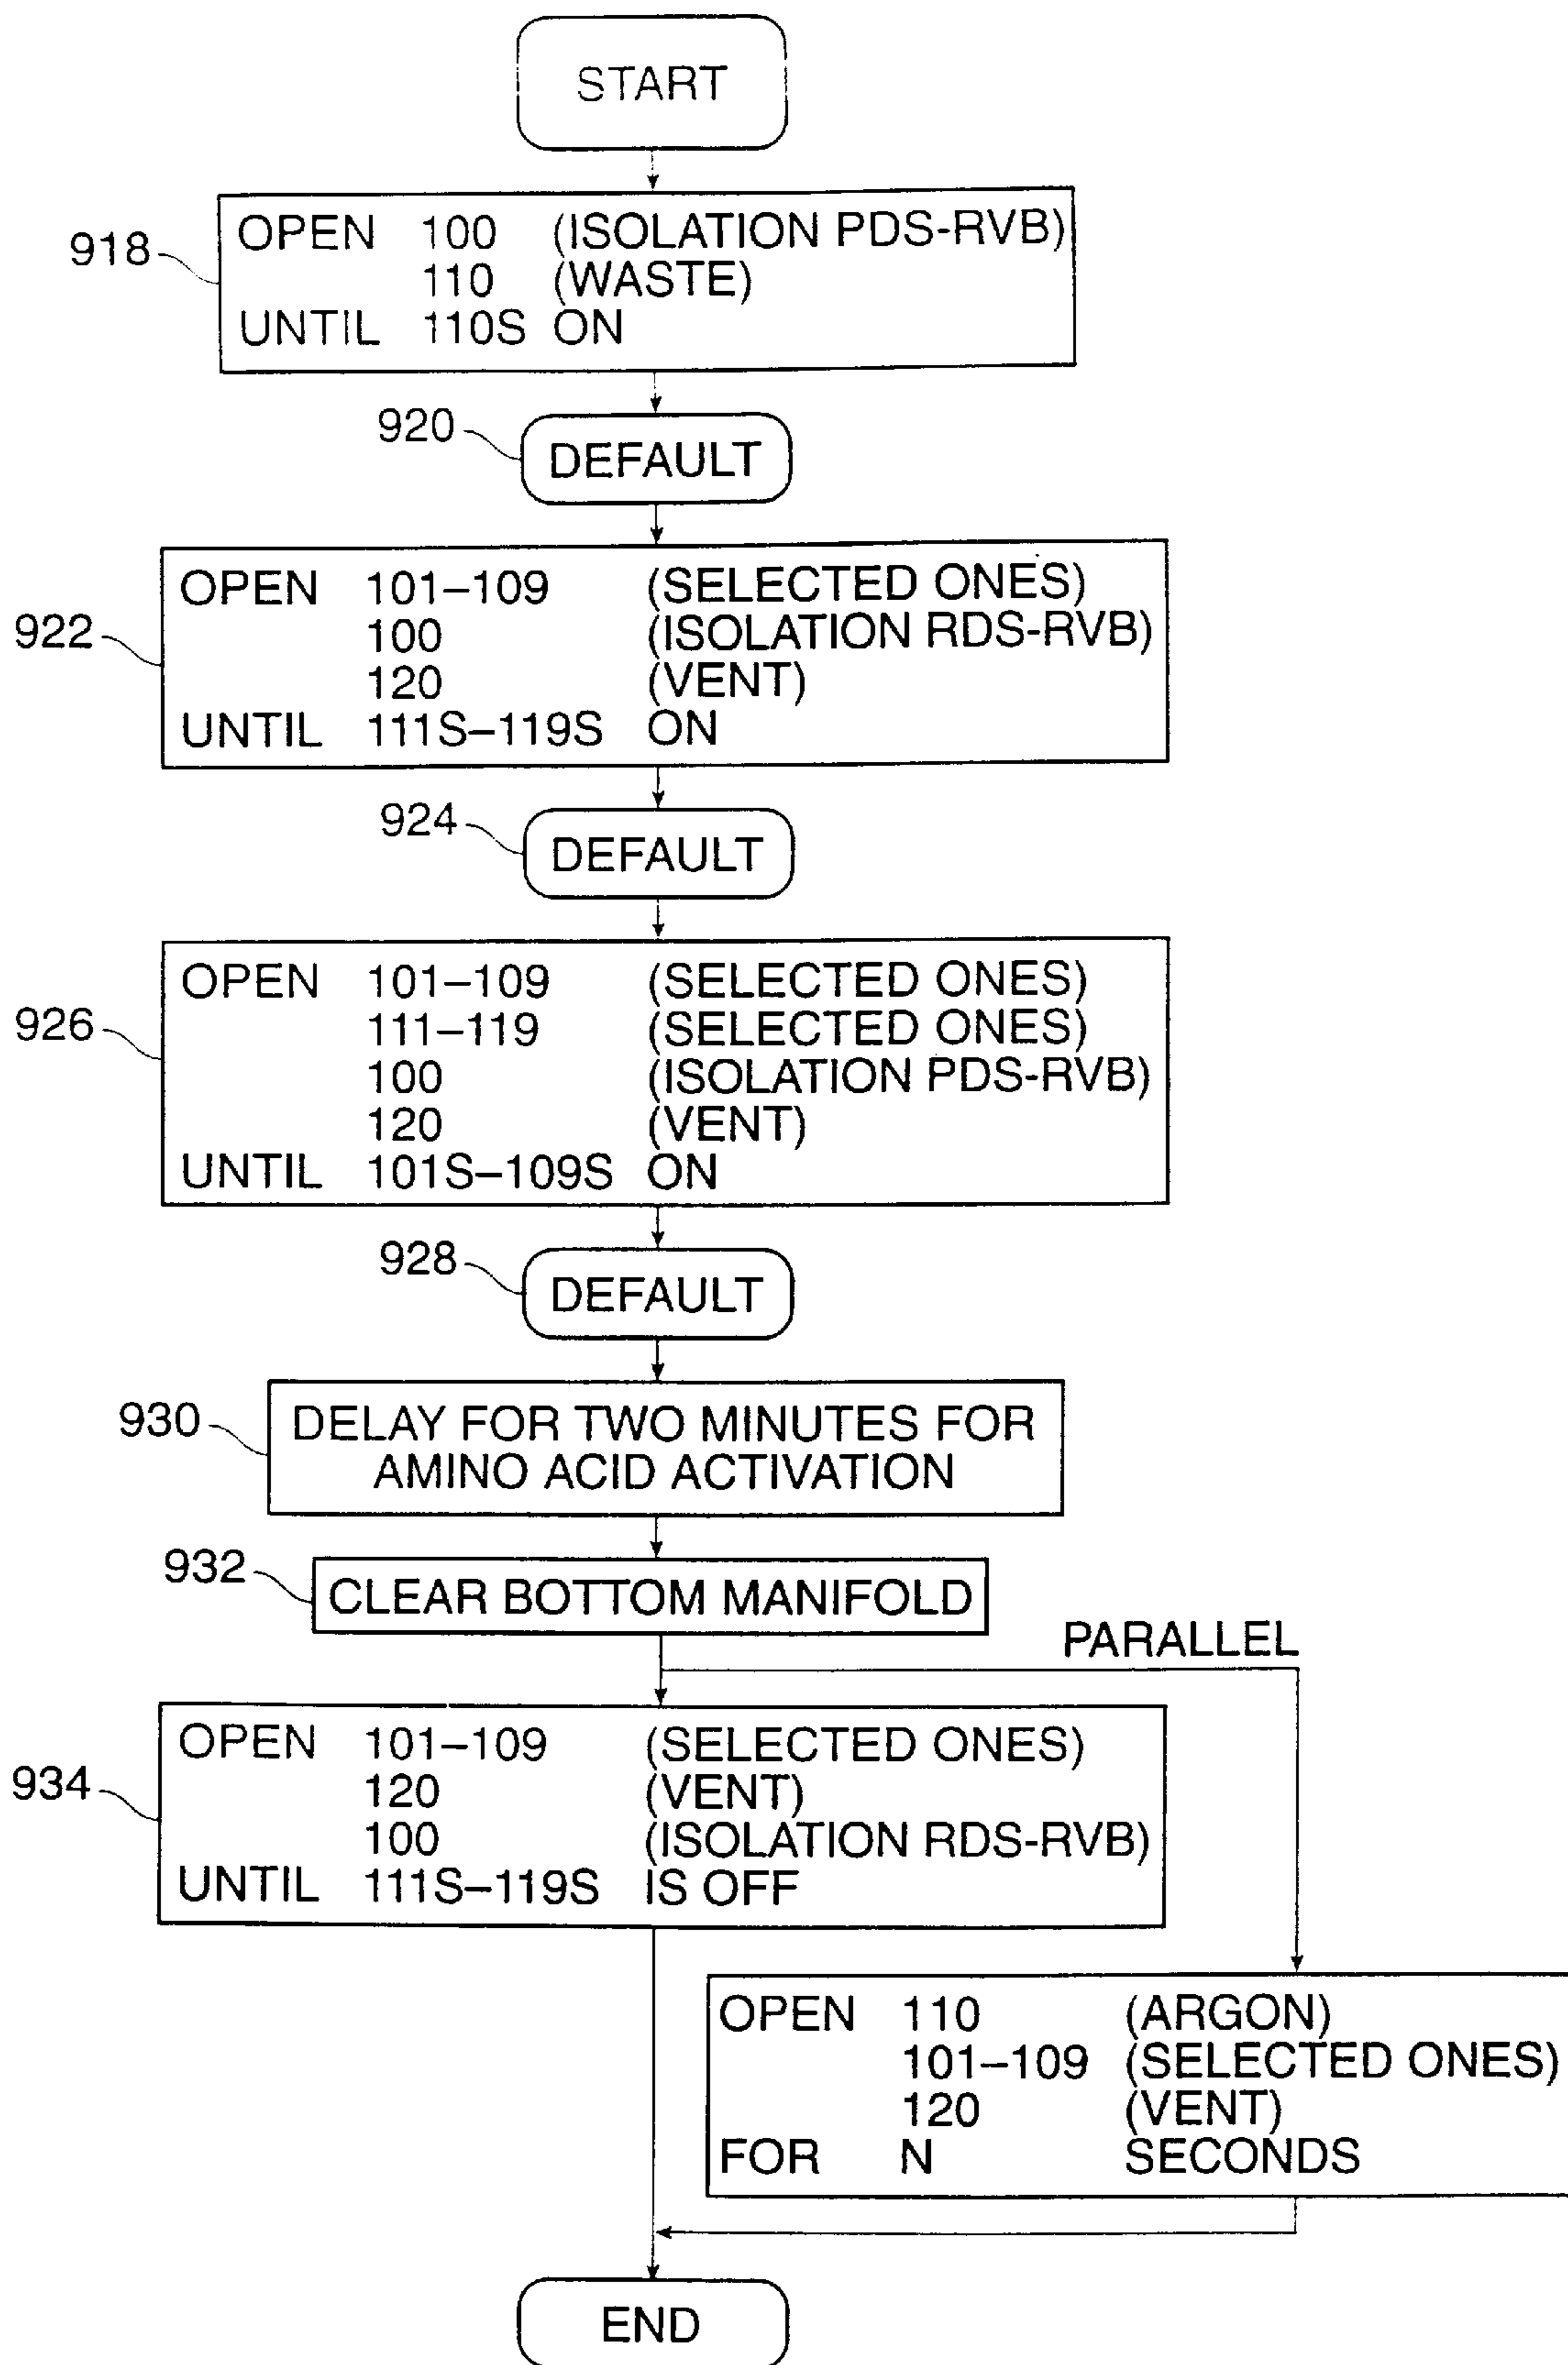 START
918
OPEN 100 (ISOLATION PDS-RVB)
110 (WASTE)
UNTIL 110S ON
920
DEFAULT
922
OPEN 101–109 (SELECTED ONES)
100 (ISOLATION RDS-RVB)
120 (VENT)
UNTIL 111S–119S ON
924
DEFAULT
926
OPEN 101–109 (SELECTED ONES)
111–119 (SELECTED ONES)
100 (ISOLATION PDS-RVB)
120 (VENT)
UNTIL 101S–109S ON
928
DEFAULT
930
DELAY FOR TWO MINUTES FOR
AMINO ACID ACTIVATION
932
CLEAR BOTTOM MANIFOLD
PARALLEL
934
OPEN 101–109 (SELECTED ONES)
120 (VENT)
100 (ISOLATION RDS-RVB)
UNTIL 111S–119S IS OFF
OPEN 110 (ARGON)
101–109 (SELECTED ONES)
120 (VENT)
FOR N SECONDS
END